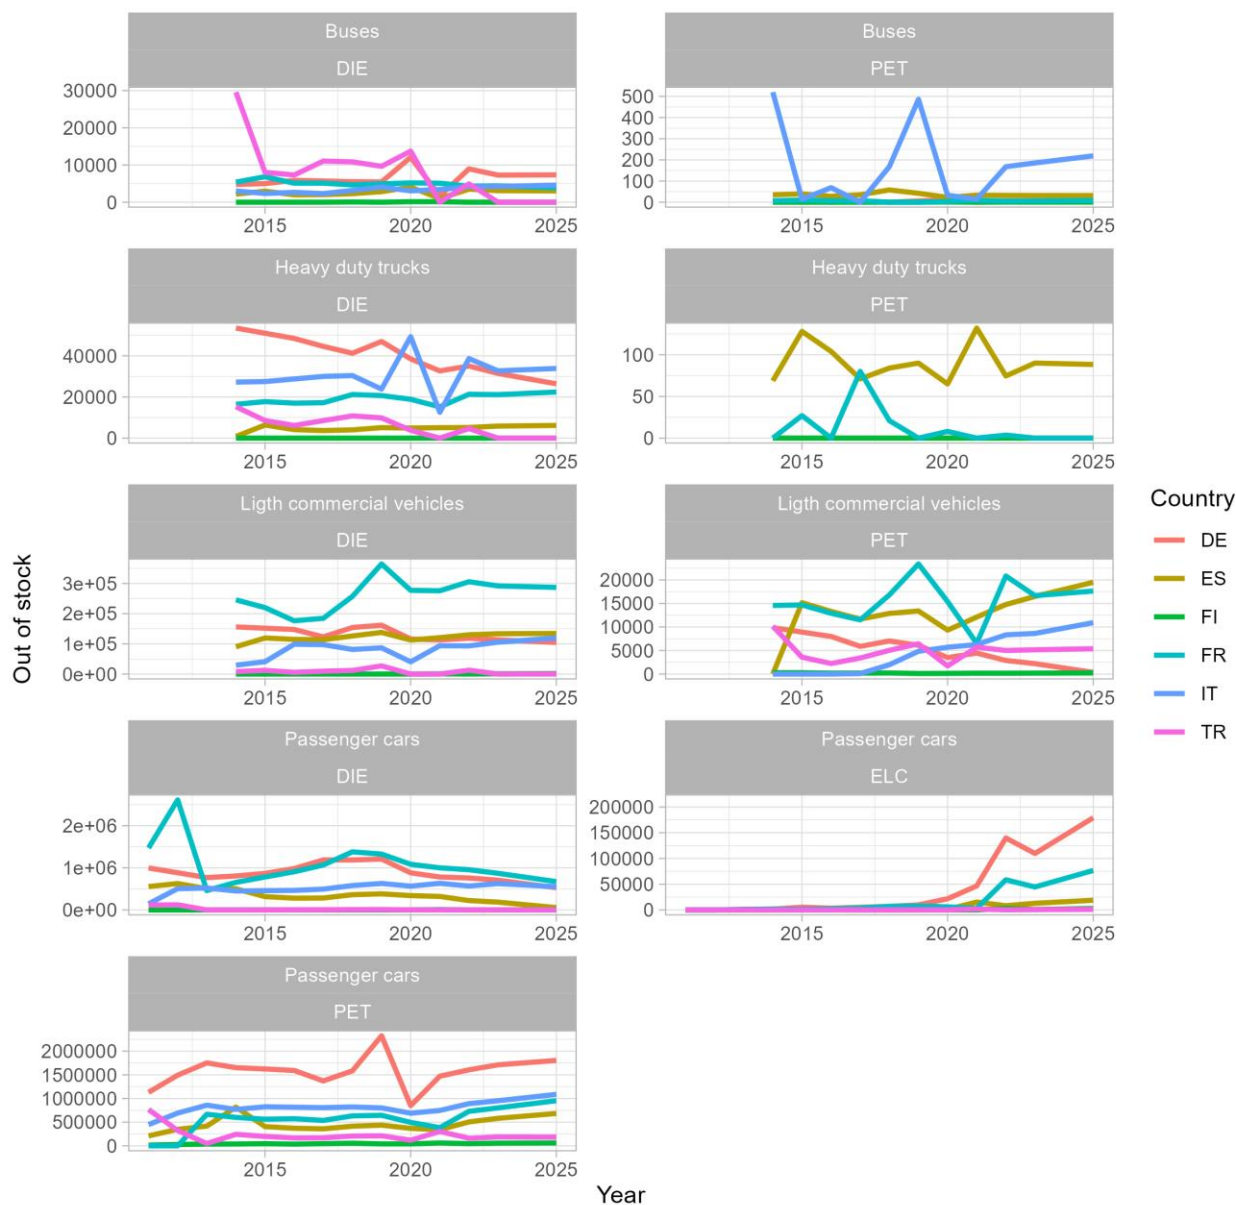 Buses
DIE
30000
20000
10000
0
2015
2020
2025
Buses
PET
500
400
300
200
100
0
2015
2020
2025
Heavy duty trucks
DIE
40000
20000
0
2015
2020
2025
Heavy duty trucks
PET
100
50
0
2015
2020
2025
Ligth commercial vehicles
DIE
3e+05
2e+05
1e+05
0e+00
2015
2020
2025
Ligth commercial vehicles
PET
20000
15000
10000
5000
0
2015
2020
2025
Passenger cars
DIE
2e+06
1e+06
0e+00
2015
2020
2025
Passenger cars
ELC
200000
150000
100000
50000
0
2015
2020
2025
Passenger cars
PET
2000000
1500000
1000000
500000
0
2015
2020
2025
Out of stock
Year
Country
DE
ES
FI
FR
IT
TR